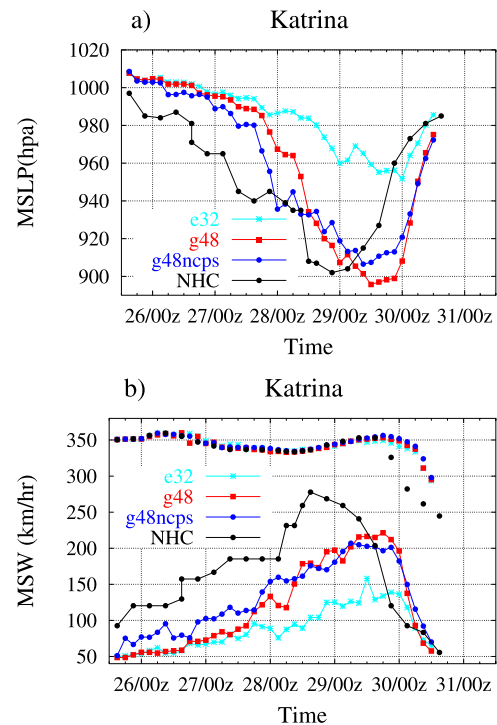 a) Katrina
1020
1000
980
960
940
920
900
MSLP(hpa)
e32
g48
g48ncps
NHC
26/00z 27/00z 28/00z 29/00z 30/00z 31/00z
Time
b) Katrina
350
300
250
200
150
100
50
MSW (km/hr)
e32
g48
g48ncps
NHC
26/00z 27/00z 28/00z 29/00z 30/00z 31/00z
Time